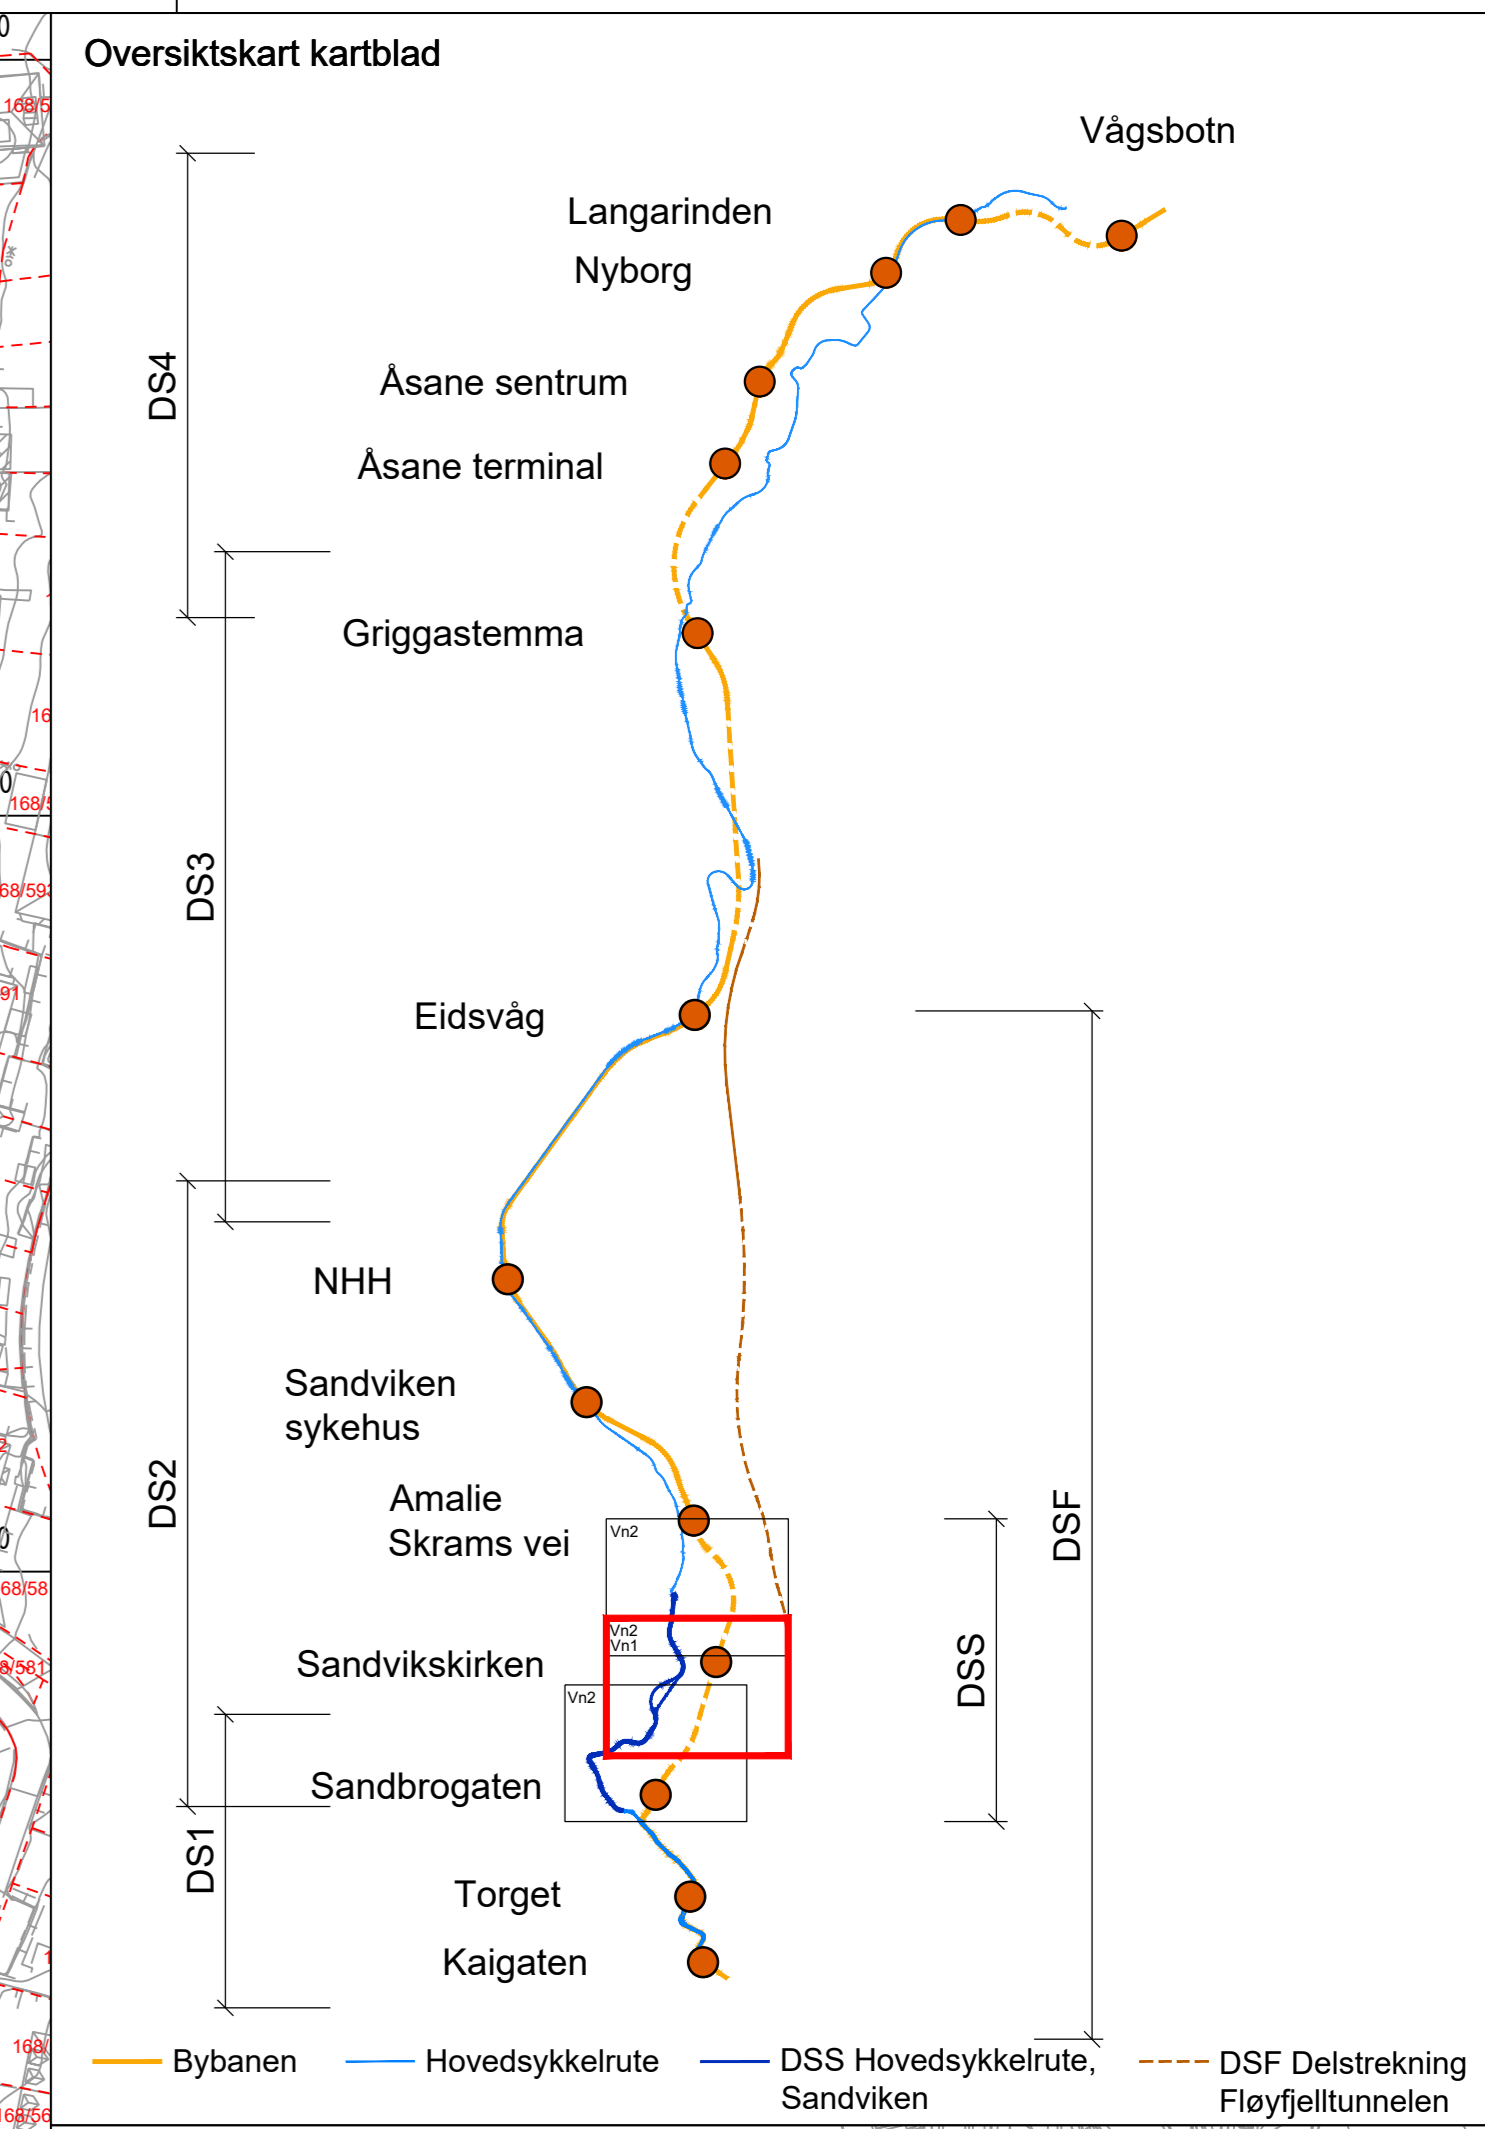 Oversiktskart kartblad
Vågsbotn
Langarinden
Nyborg
DS4
Åsane sentrum
Åsane terminal
Griggastemma
DS3
Eidsvåg
NHH
Sandviken
sykehus
DS2
Amalie
Skrams vei
DSF
Vn2
Vn2
Vn1
Sandvikskirken
DSS
Vn2
Sandbrogaten
DS1
Torget
Kaigaten
Bybanen
Hovedsykkelrute
DSS Hovedsykkelrute,
Sandviken
DSF Delstrekning
Fløyfjelltunnelen